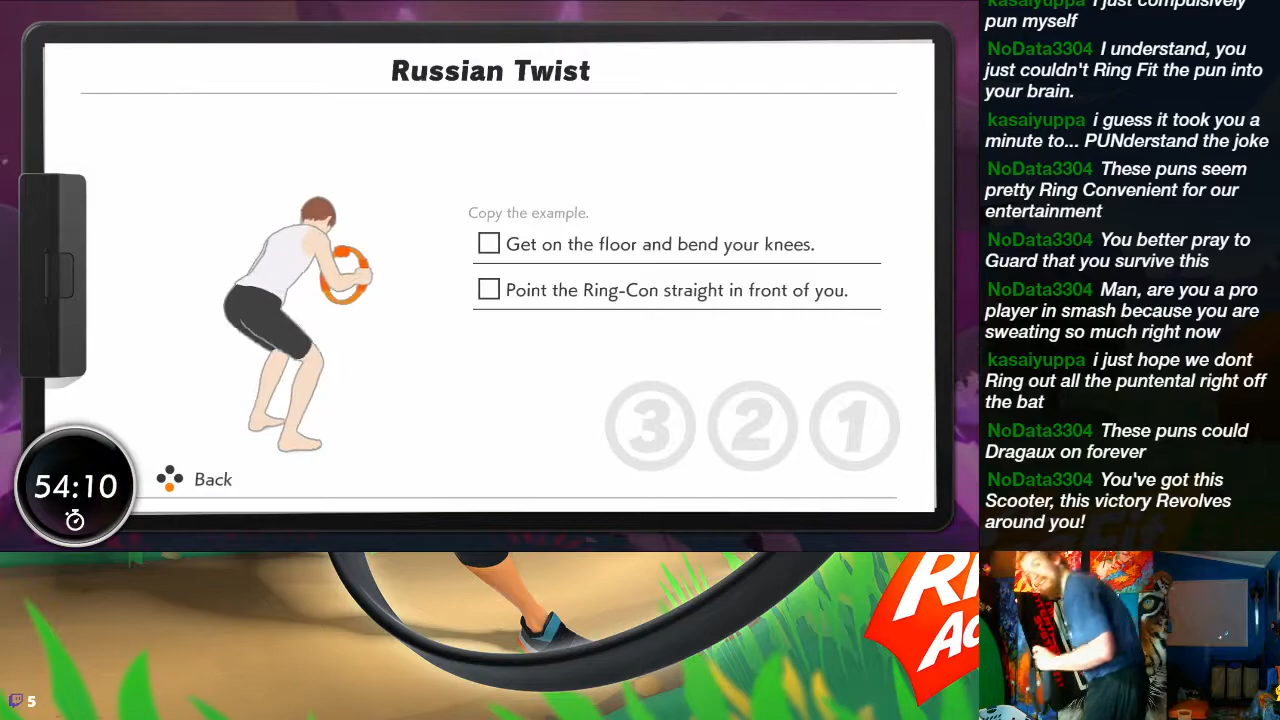 Russian Twist
Copy the example.
Get on the floor and bend your knees.
Point the Ring-Con straight in front of you.
3 2 1
Back
54:10
5
kasaiyuppa I just compulsively
pun myself
NoData3304 I understand, you
just couldn't Ring Fit the pun into
your brain.
kasaiyuppa i guess it took you a
minute to... PUNderstand the joke
NoData3304 These puns seem
pretty Ring Convenient for our
entertainment
NoData3304 You better pray to
Guard that you survive this
NoData3304 Man, are you a pro
player in smash because you are
sweating so much right now
kasaiyuppa i just hope we dont
Ring out all the puntental right off
the bat
NoData3304 These puns could
Dragaux on forever
NoData3304 You've got this
Scooter, this victory Revolves
around you!